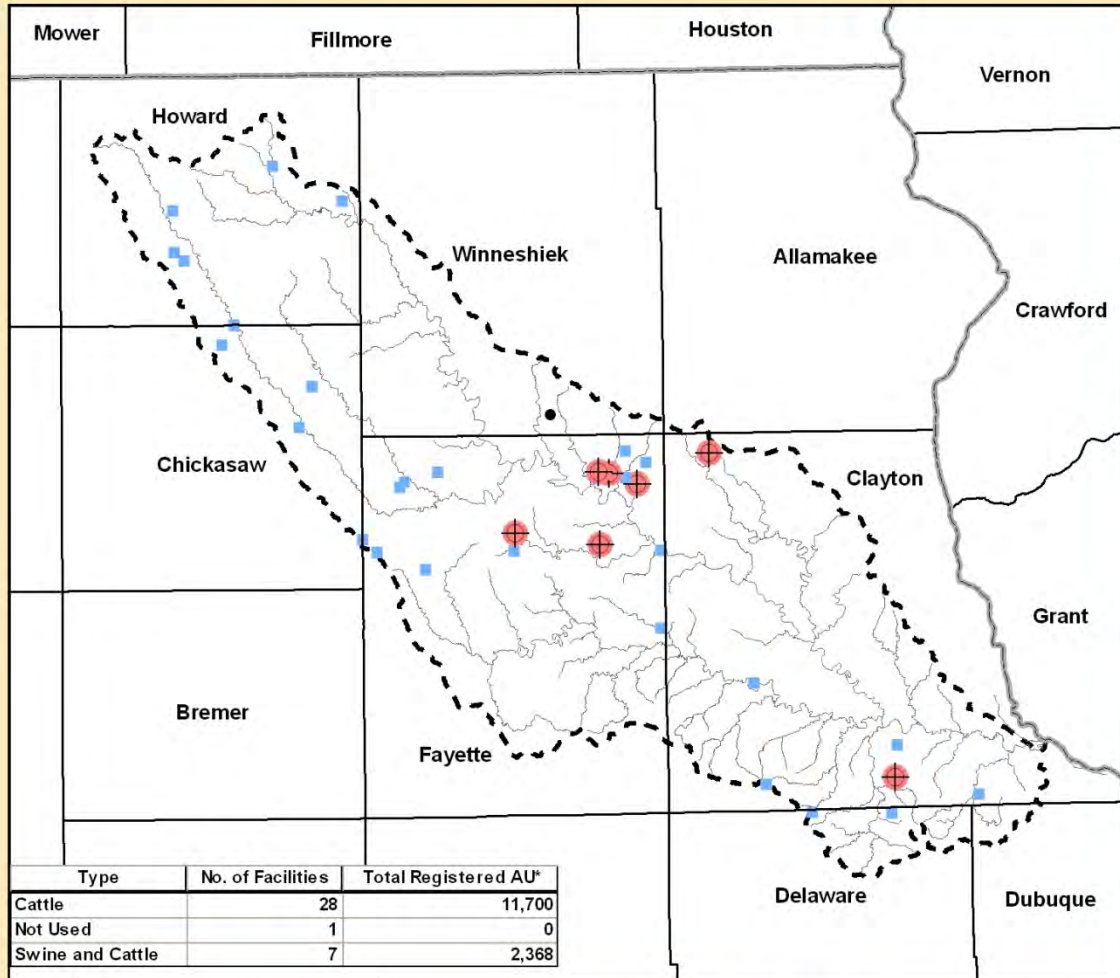 Mower
Fillmore
Houston
Vernon
Howard
Winneshiek
Allamakee
Crawford
Chickasaw
Clayton
Grant
Bremer
Fayette
Delaware
Dubuque
Type No. of Facilities Total Registered AU*
Cattle 28 11,700
Not Used 1 0
Swine and Cattle 7 2,368